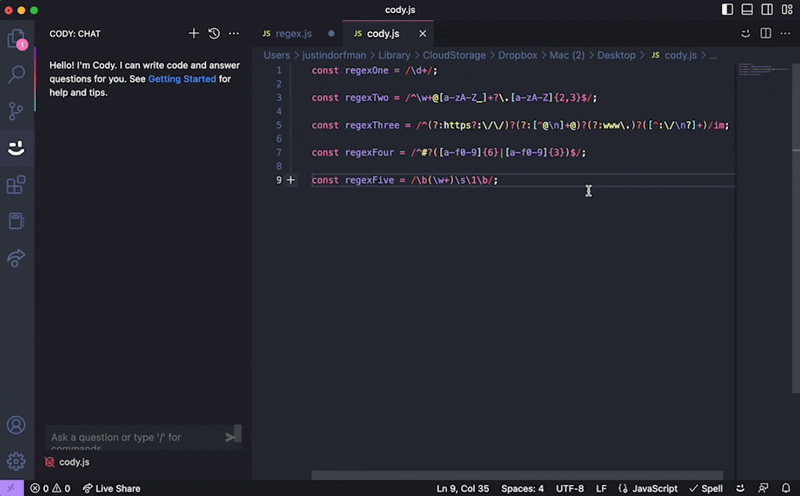 cody.js
1
CODY: CHAT
JS regex.js
JS cody.js
Users > justindorfman > Library > CloudStorage > Dropbox > Mac (2) > Desktop > JS cody.js > ...
Hello! I'm Cody. I can write code and answer
questions for you. See Getting Started for
help and tips.
1 const regexOne = /\d+/;
2
3 const regexTwo = /^\w+@[a-zA-Z_]+?\.[a-zA-Z]{2,3}$/;
4
5 const regexThree = /^(?:https?:\/\/)?(?:[^@\n]+@)?(?:www\.)?([^:\/\n?]+)/im;
6
7 const regexFour = /^#?([a-f0-9]{6}|[a-f0-9]{3})$/;
8
9 const regexFive = /\b(\w+)\s\1\b/;
Ask a question or type '/' for
commands
cody.js
0 0 Live Share Ln 9, Col 35 Spaces: 4 UTF-8 LF {} JavaScript Spell